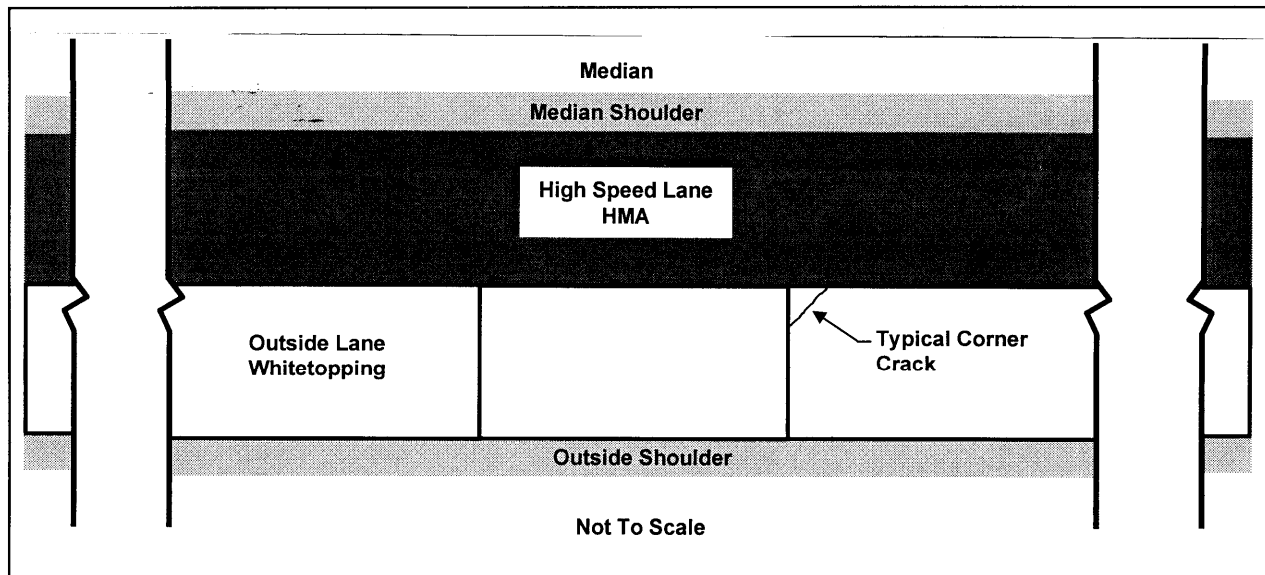 Median
Median Shoulder
High Speed Lane
HMA
Outside Lane
Whitetopping
Typical Corner
Crack
Outside Shoulder
Not To Scale